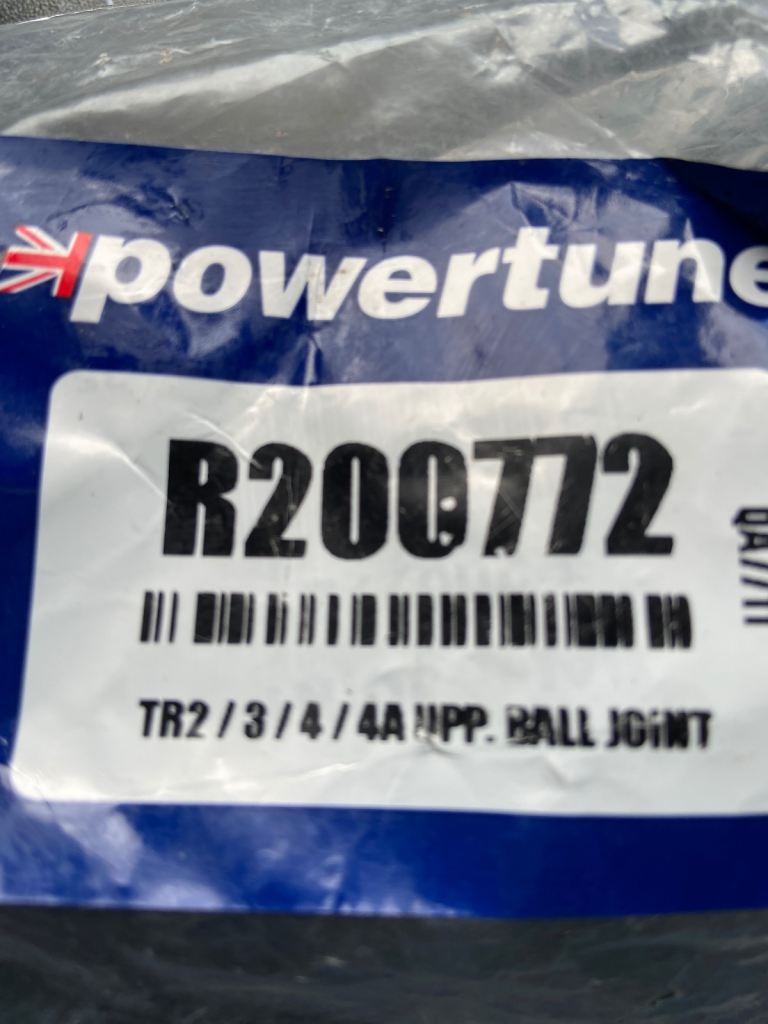 powertune
R200772
TR2 / 3 / 4 / 4A UPP. BALL JOINT